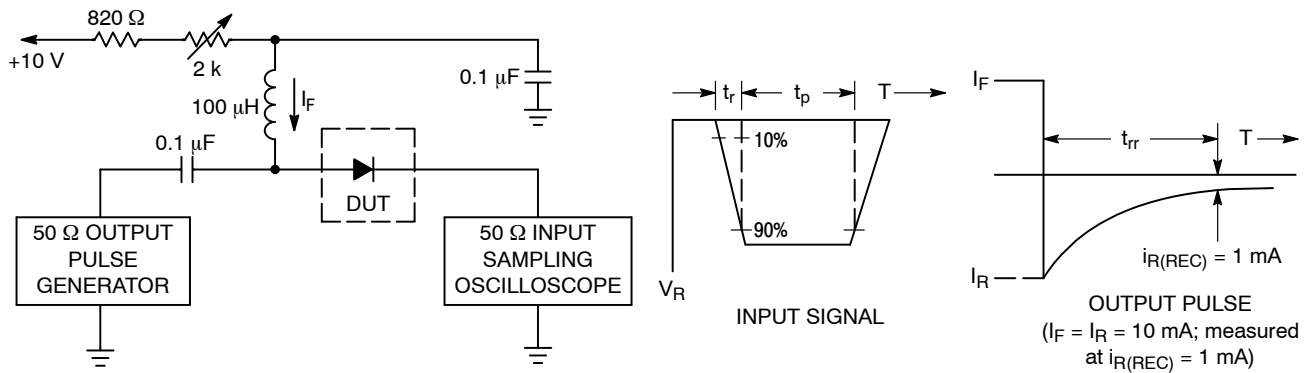 820 Ω
+10 V
2 k
100 µH
I_F
0.1 µF
0.1 µF
DUT
50 Ω OUTPUT
PULSE
GENERATOR
50 Ω INPUT
SAMPLING
OSCILLOSCOPE
t_r
t_p
T
10%
90%
V_R
INPUT SIGNAL
I_F
t_rr
T
i_R(REC) = 1 mA
I_R
OUTPUT PULSE
(I_F = I_R = 10 mA; measured
at i_R(REC) = 1 mA)